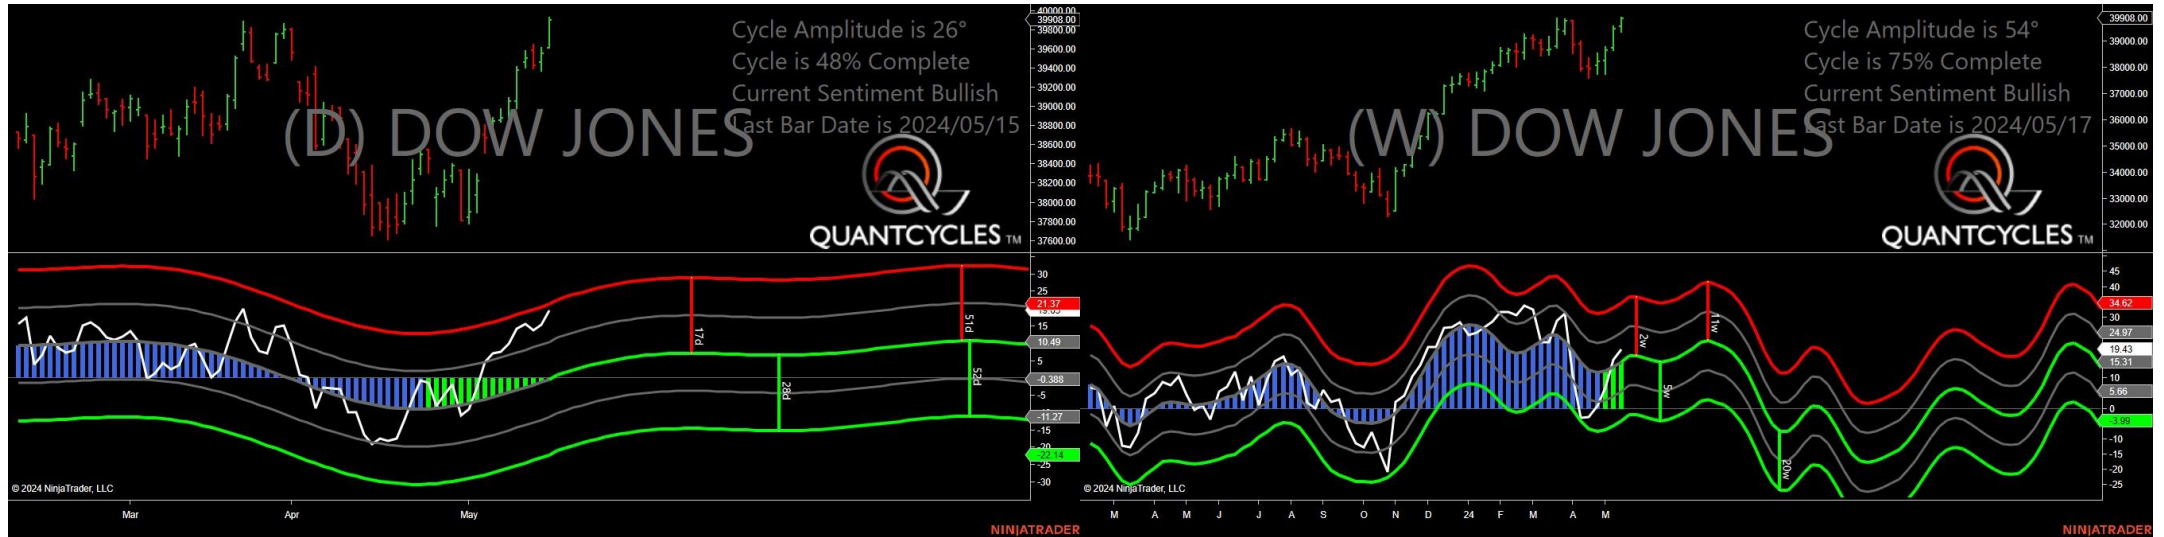 Cycle Amplitude is 26°
Cycle is 48% Complete
Current Sentiment Bullish
Last Bar Date is 2024/05/15
(D) DOW JONES
QUANTCYCLES TM
40000.00
39908.00
39800.00
39600.00
39400.00
39200.00
39000.00
38800.00
38600.00
38400.00
38200.00
38000.00
37800.00
37600.00
17d
28d
51d
52d
30
25
21.37
15
10.49
5
-0.388
-5
-11.27
-15
-20
-22.14
-25
-30
© 2024 NinjaTrader, LLC
Mar Apr May
NINJATRADER
Cycle Amplitude is 54°
Cycle is 75% Complete
Current Sentiment Bullish
Last Bar Date is 2024/05/17
(W) DOW JONES
QUANTCYCLES TM
39908.00
39000.00
38000.00
37000.00
36000.00
35000.00
34000.00
33000.00
32000.00
2w
5w
11w
20w
45
40
34.62
30
24.97
19.43
15.31
10
5.66
0
-3.99
-10
-15
-20
-25
© 2024 NinjaTrader, LLC
M A M J J A S O N D 24 F M A M
NINJATRADER